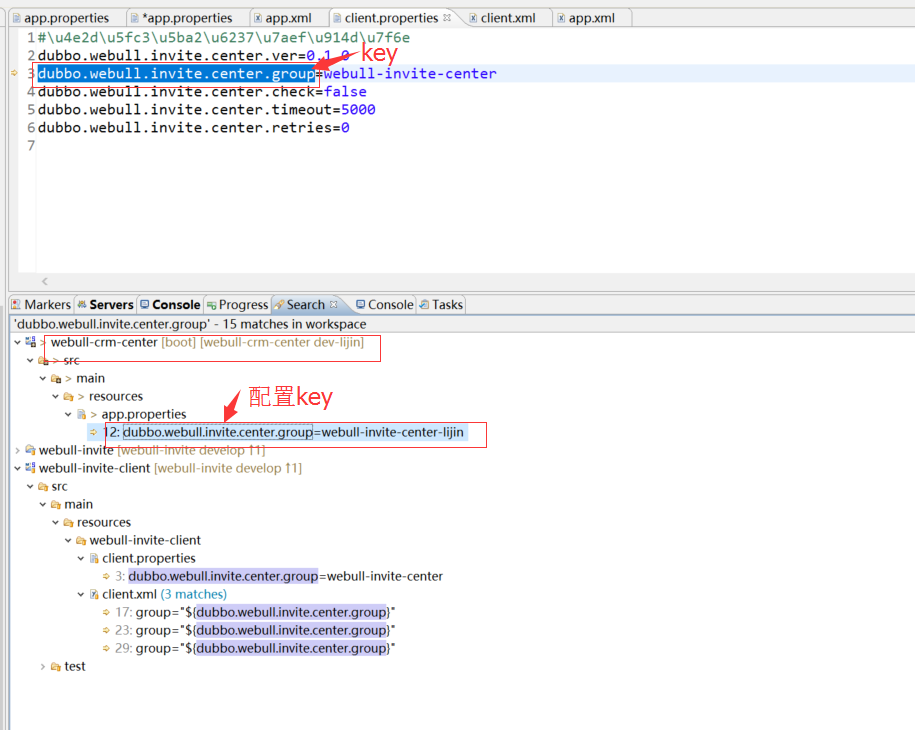 app.properties *app.properties app.xml client.properties client.xml app.xml
1 #\u4e2d\u5fc3\u5ba2\u6237\u7aef\u914d\u7f6e
2 dubbo.webull.invite.center.ver=0.1.0
key
3 dubbo.webull.invite.center.group=webull-invite-center
4 dubbo.webull.invite.center.check=false
5 dubbo.webull.invite.center.timeout=5000
6 dubbo.webull.invite.center.retries=0
7
Markers Servers Console Progress Search Console Tasks
'dubbo.webull.invite.center.group' - 15 matches in workspace
> webull-crm-center [boot] [webull-crm-center dev-lijin]
> src
> main
> resources
配置key
> app.properties
12: dubbo.webull.invite.center.group=webull-invite-center-lijin
webull-invite [webull-invite develop ↑1]
webull-invite-client [webull-invite develop ↑1]
src
main
resources
webull-invite-client
client.properties
3: dubbo.webull.invite.center.group=webull-invite-center
client.xml (3 matches)
17: group="${dubbo.webull.invite.center.group}"
23: group="${dubbo.webull.invite.center.group}"
29: group="${dubbo.webull.invite.center.group}"
test